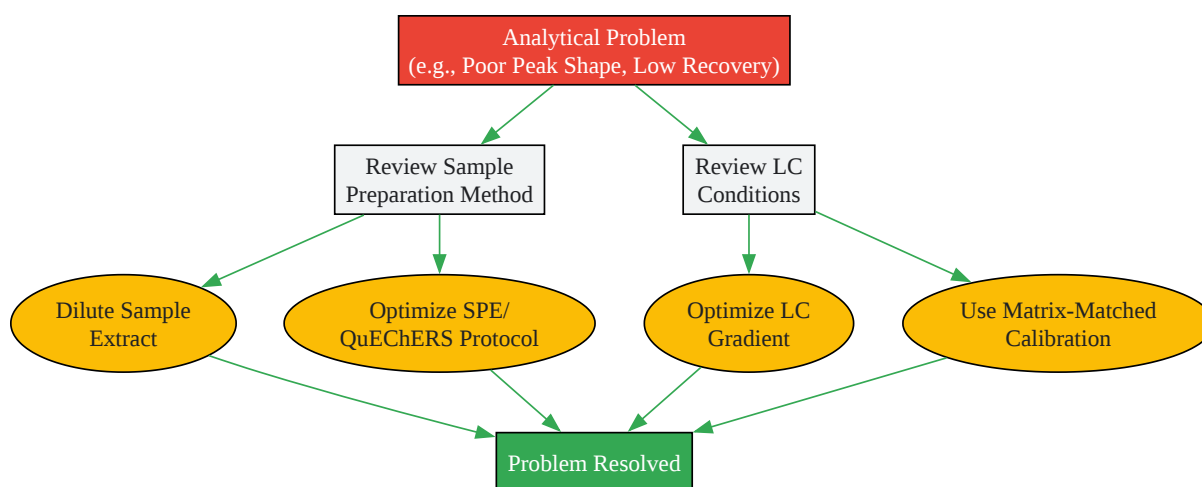 Analytical Problem
(e.g., Poor Peak Shape, Low Recovery)
Review Sample
Preparation Method
Review LC
Conditions
Dilute Sample
Extract
Optimize SPE/
QuEChERS Protocol
Optimize LC
Gradient
Use Matrix-Matched
Calibration
Problem Resolved